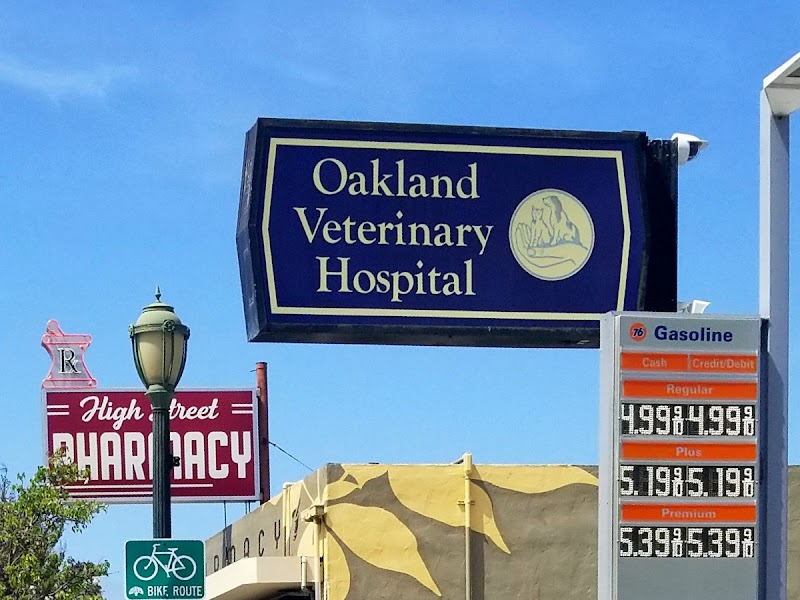 Oakland
Veterinary
Hospital
R
High Street
PHARMACY
76 Gasoline
Cash Credit/Debit
Regular
4.99 9/10 4.99 9/10
Plus
5.19 9/10 5.19 9/10
Premium
5.39 9/10 5.39 9/10
BIKE ROUTE